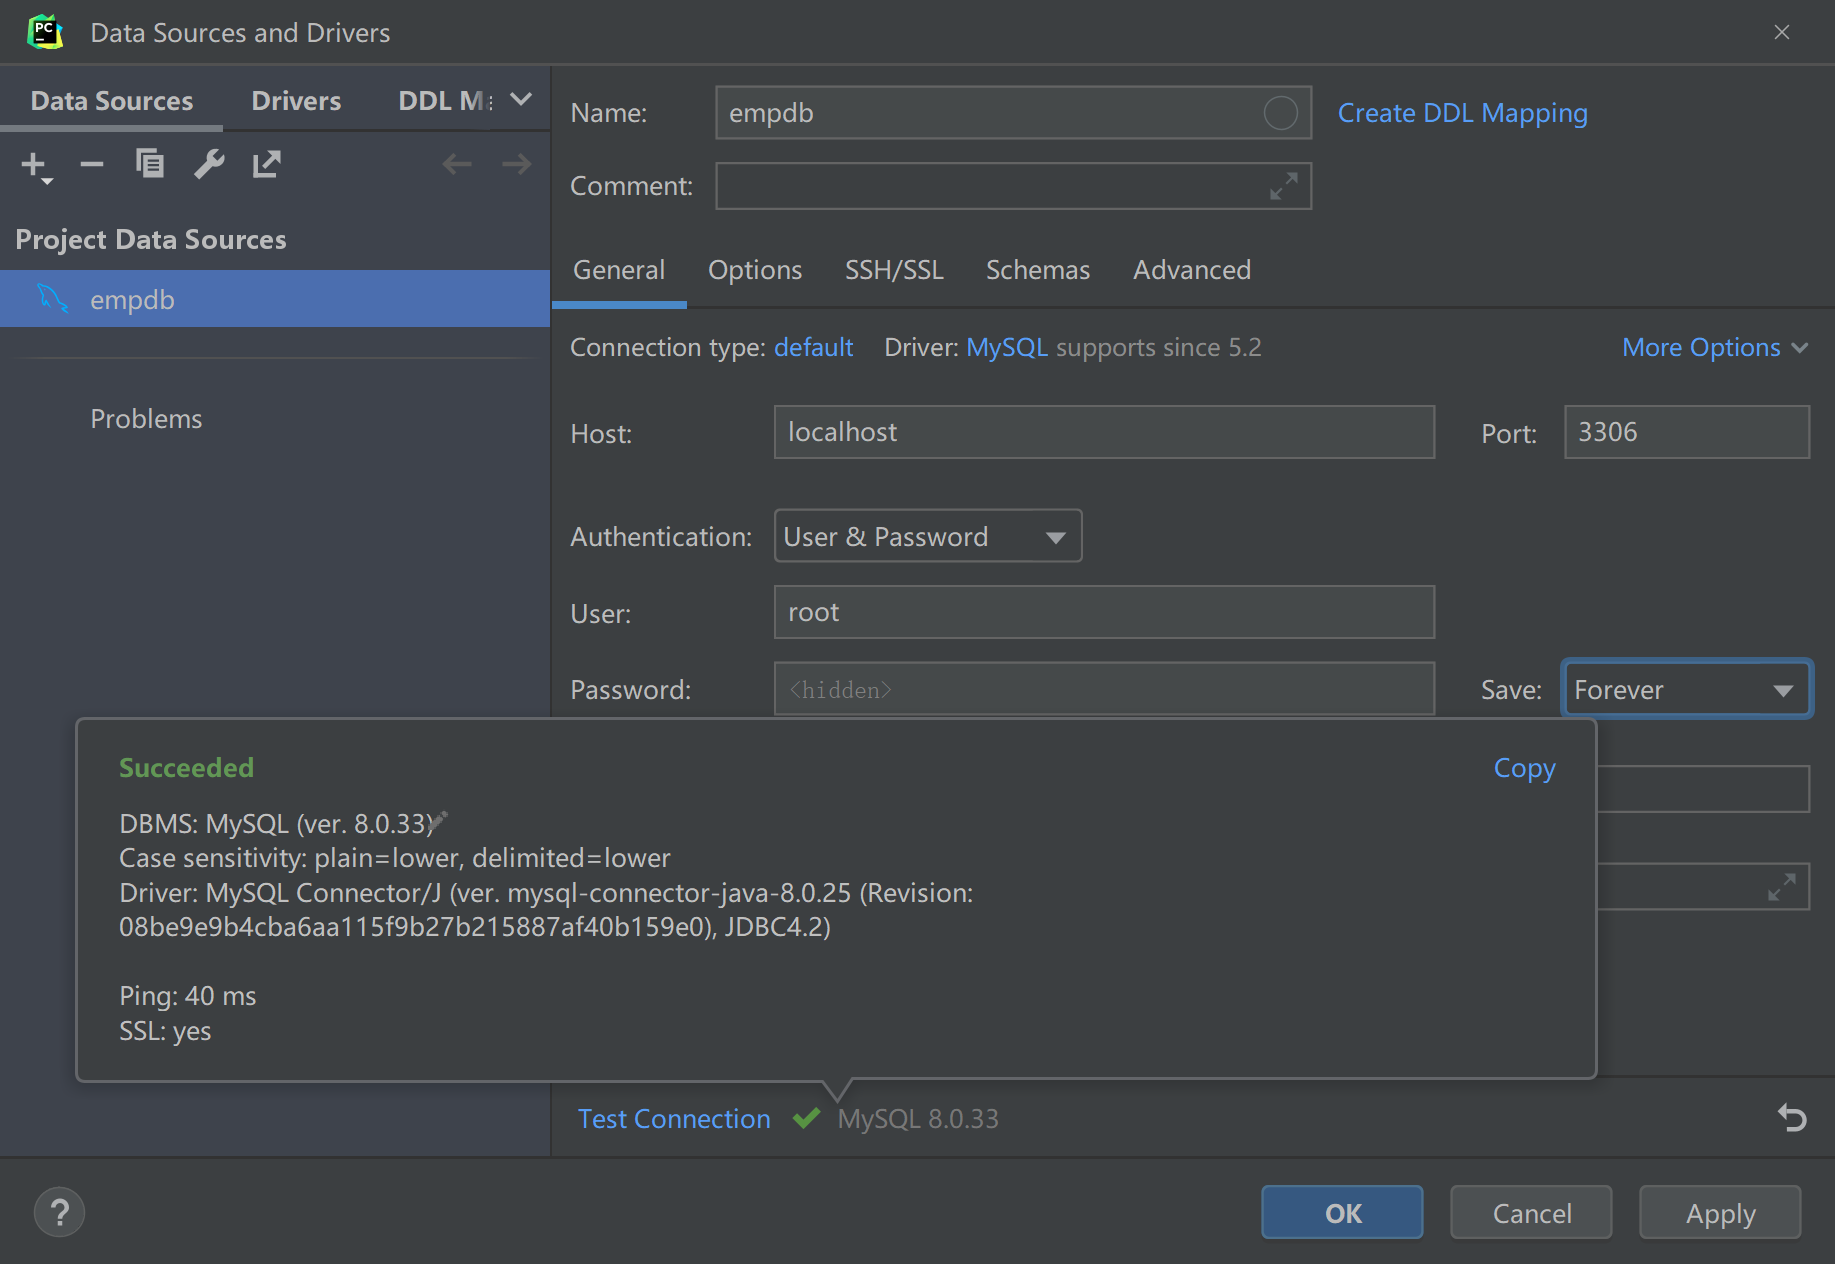 PC
Data Sources and Drivers
Data Sources Drivers DDL M
Project Data Sources
empdb
Problems
Name: empdb Create DDL Mapping
Comment:
General Options SSH/SSL Schemas Advanced
Connection type: default Driver: MySQL supports since 5.2 More Options
Host: localhost Port: 3306
Authentication: User & Password
User: root
Password: <hidden> Save: Forever
Succeeded Copy
DBMS: MySQL (ver. 8.0.33)
Case sensitivity: plain=lower, delimited=lower
Driver: MySQL Connector/J (ver. mysql-connector-java-8.0.25 (Revision:
08be9e9b4cba6aa115f9b27b215887af40b159e0), JDBC4.2)
Ping: 40 ms
SSL: yes
Test Connection MySQL 8.0.33
? OK Cancel Apply